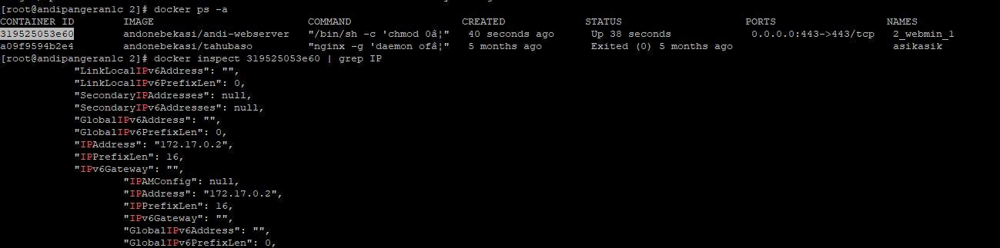 [root@andipangeran1c 2]# docker ps -a
CONTAINER ID        IMAGE                         COMMAND                  CREATED             STATUS                    PORTS                  NAMES
319525053e60        andonebekasi/andi-webserver   "/bin/sh -c 'chmod 0â¦"   40 seconds ago      Up 38 seconds             0.0.0.0:443->443/tcp   2_webmin_1
a09f9594b2e4        andonebekasi/tahubaso         "nginx -g 'daemon ofâ¦"   5 months ago        Exited (0) 5 months ago                          asikasik
[root@andipangeran1c 2]# docker inspect 319525053e60 | grep IP
            "LinkLocalIPv6Address": "",
            "LinkLocalIPv6PrefixLen": 0,
            "SecondaryIPAddresses": null,
            "SecondaryIPv6Addresses": null,
            "GlobalIPv6Address": "",
            "GlobalIPv6PrefixLen": 0,
            "IPAddress": "172.17.0.2",
            "IPPrefixLen": 16,
            "IPv6Gateway": "",
                    "IPAMConfig": null,
                    "IPAddress": "172.17.0.2",
                    "IPPrefixLen": 16,
                    "IPv6Gateway": "",
                    "GlobalIPv6Address": "",
                    "GlobalIPv6PrefixLen": 0,